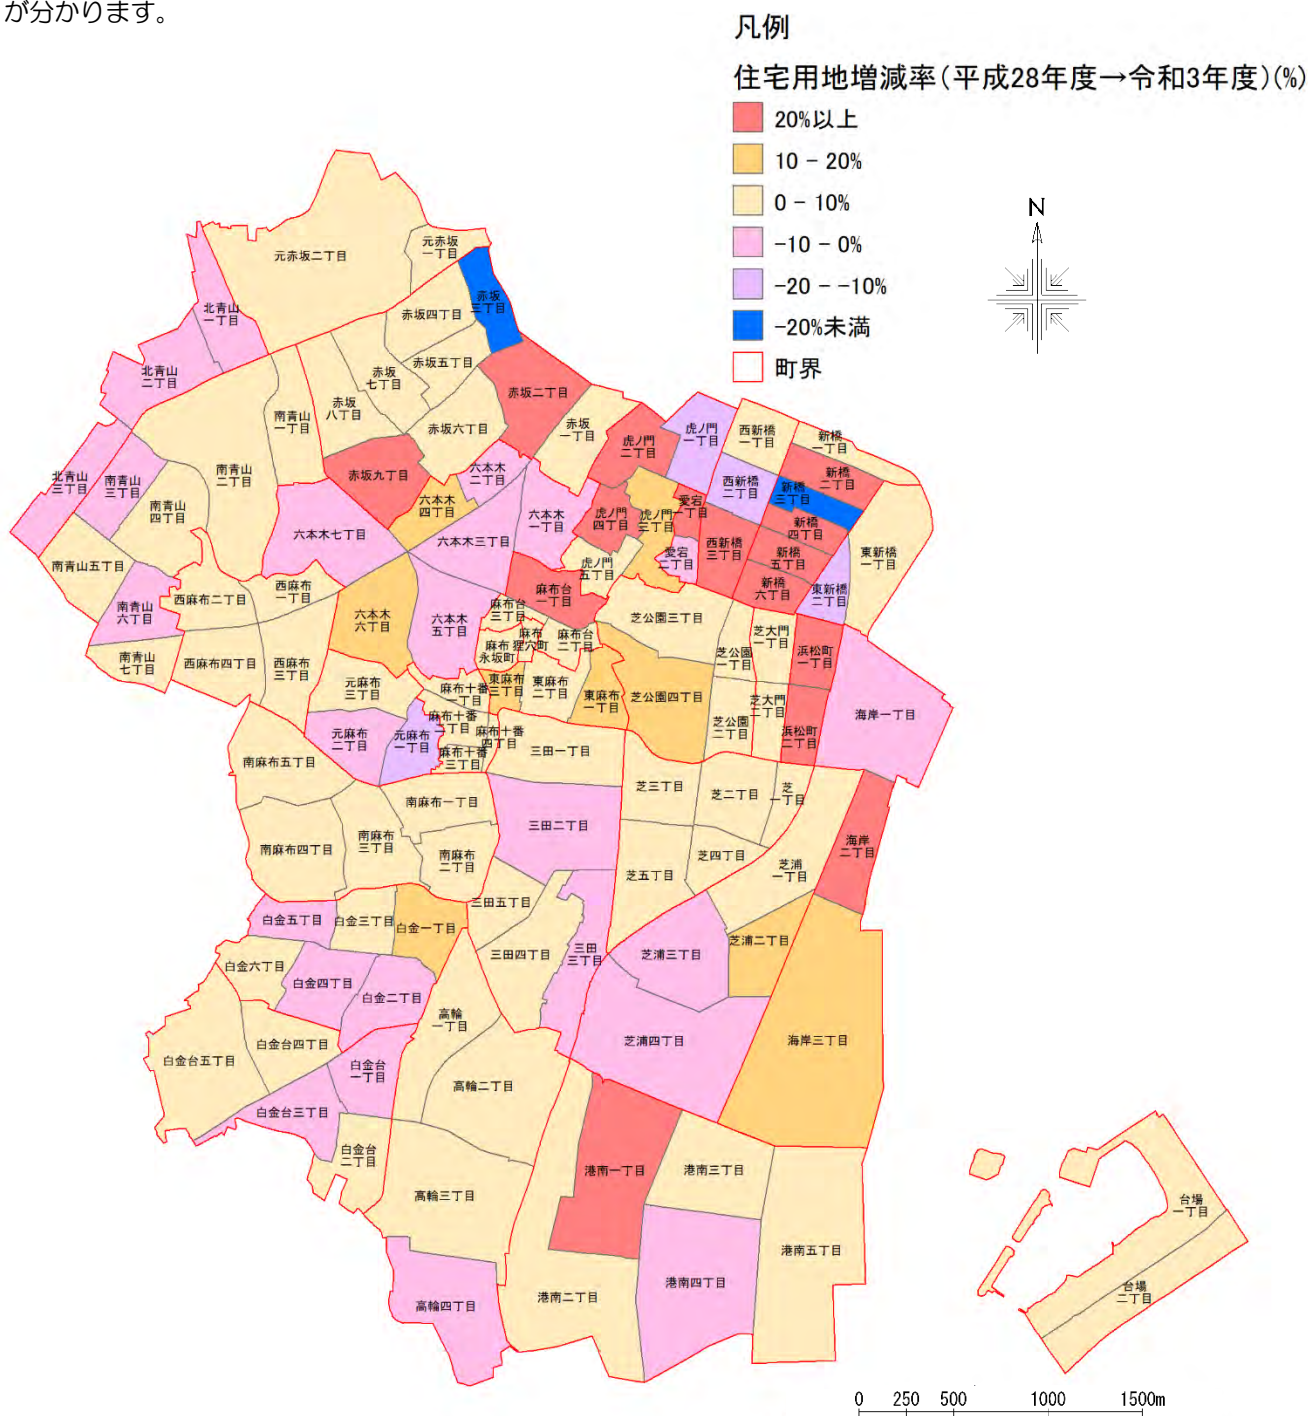 が分かります。
凡例
住宅用地増減率(平成28年度→令和3年度)(%)
20%以上
10 - 20%
0 - 10%
-10 - 0%
-20 - -10%
-20%未満
町界
N
元赤坂二丁目
元赤坂
一丁目
赤坂
三丁目
北青山
一丁目
赤坂四丁目
北青山
二丁目
赤坂五丁目
赤坂
七丁目
赤坂二丁目
赤坂
八丁目
南青山
一丁目
赤坂六丁目
赤坂
一丁目
虎ノ門
二丁目
虎ノ門
一丁目
西新橋
一丁目
新橋
一丁目
北青山
三丁目
南青山
三丁目
南青山
二丁目
赤坂九丁目
六本木
二丁目
新橋
二丁目
西新橋
二丁目
新橋
三丁目
南青山
四丁目
六本木
四丁目
愛宕
一丁目
六本木七丁目
六本木三丁目
六本木
一丁目
虎ノ門
四丁目
虎ノ門
三丁目
新橋
四丁目
西新橋
三丁目
愛宕
二丁目
新橋
五丁目
東新橋
一丁目
南青山五丁目
虎ノ門
五丁目
新橋
六丁目
東新橋
二丁目
西麻布
一丁目
西麻布二丁目
南青山
六丁目
麻布台
一丁目
麻布台
三丁目
六本木
六丁目
六本木
五丁目
芝公園三丁目
麻布
狸穴町
麻布台
二丁目
芝大門
一丁目
麻布
永坂町
芝公園
一丁目
浜松町
一丁目
南青山
七丁目
西麻布四丁目
西麻布
三丁目
元麻布
三丁目
麻布十番
一丁目
東麻布
三丁目
東麻布
二丁目
東麻布
一丁目
芝公園四丁目
芝大門
二丁目
芝公園
二丁目
海岸一丁目
元麻布
二丁目
元麻布
一丁目
麻布十番
二丁目
麻布十番
四丁目
浜松町
二丁目
麻布十番
三丁目
三田一丁目
南麻布五丁目
芝三丁目
芝二丁目
芝
一丁目
南麻布一丁目
三田二丁目
海岸
二丁目
南麻布四丁目
南麻布
三丁目
南麻布
二丁目
芝四丁目
芝五丁目
芝浦
一丁目
三田五丁目
白金五丁目
白金三丁目
白金一丁目
三田四丁目
三田
三丁目
芝浦三丁目
芝浦二丁目
白金六丁目
白金四丁目
白金二丁目
高輪
一丁目
芝浦四丁目
海岸三丁目
白金台四丁目
白金台五丁目
白金台
一丁目
高輪二丁目
白金台三丁目
白金台
二丁目
港南一丁目
港南三丁目
高輪三丁目
台場
一丁目
港南五丁目
港南四丁目
港南二丁目
台場
二丁目
高輪四丁目
0 250 500 1000 1500m